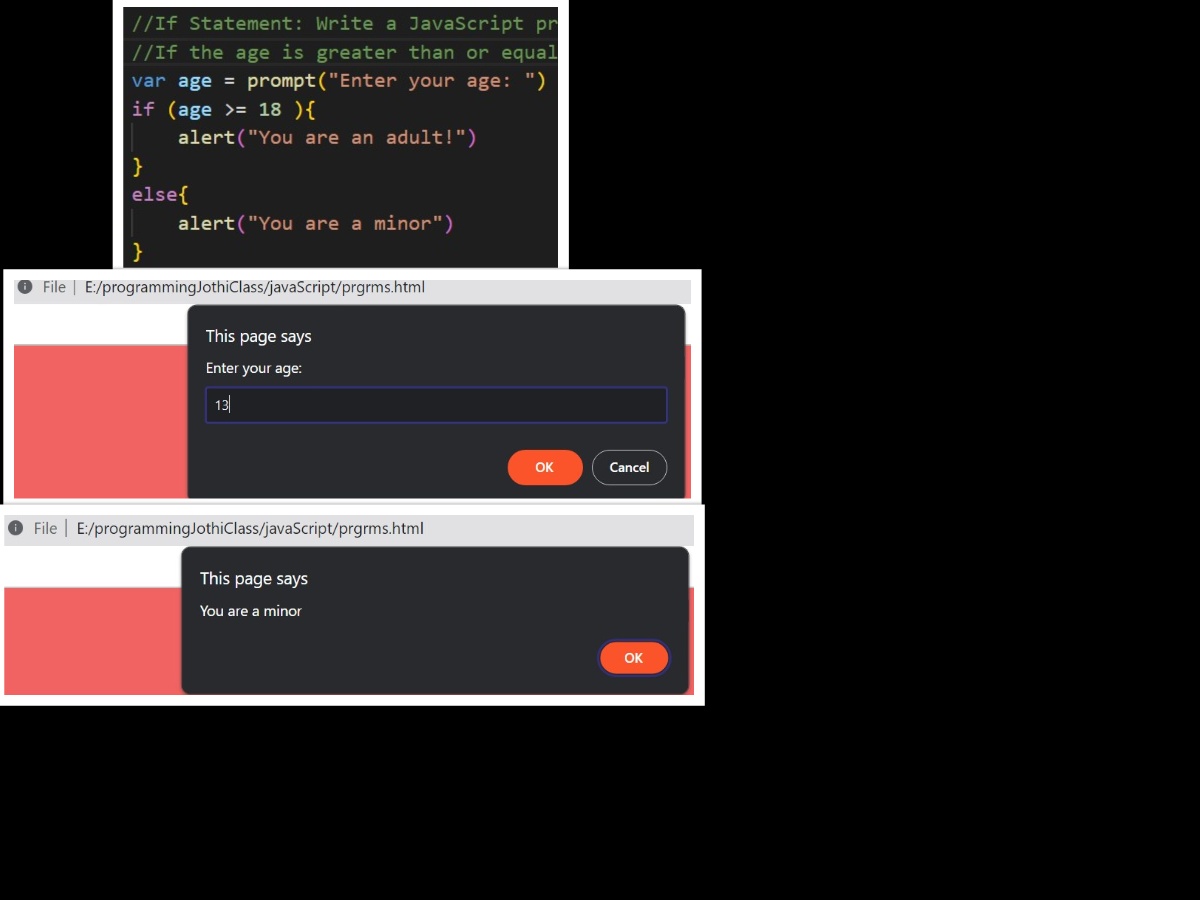 //If Statement: Write a JavaScript pr
//If the age is greater than or equal
var age = prompt("Enter your age: ")
if (age >= 18 ){
    alert("You are an adult!")
}
else{
    alert("You are a minor")
}
File | E:/programmingJothiClass/javaScript/prgrms.html
This page says
Enter your age:
13
OK Cancel
File | E:/programmingJothiClass/javaScript/prgrms.html
This page says
You are a minor
OK